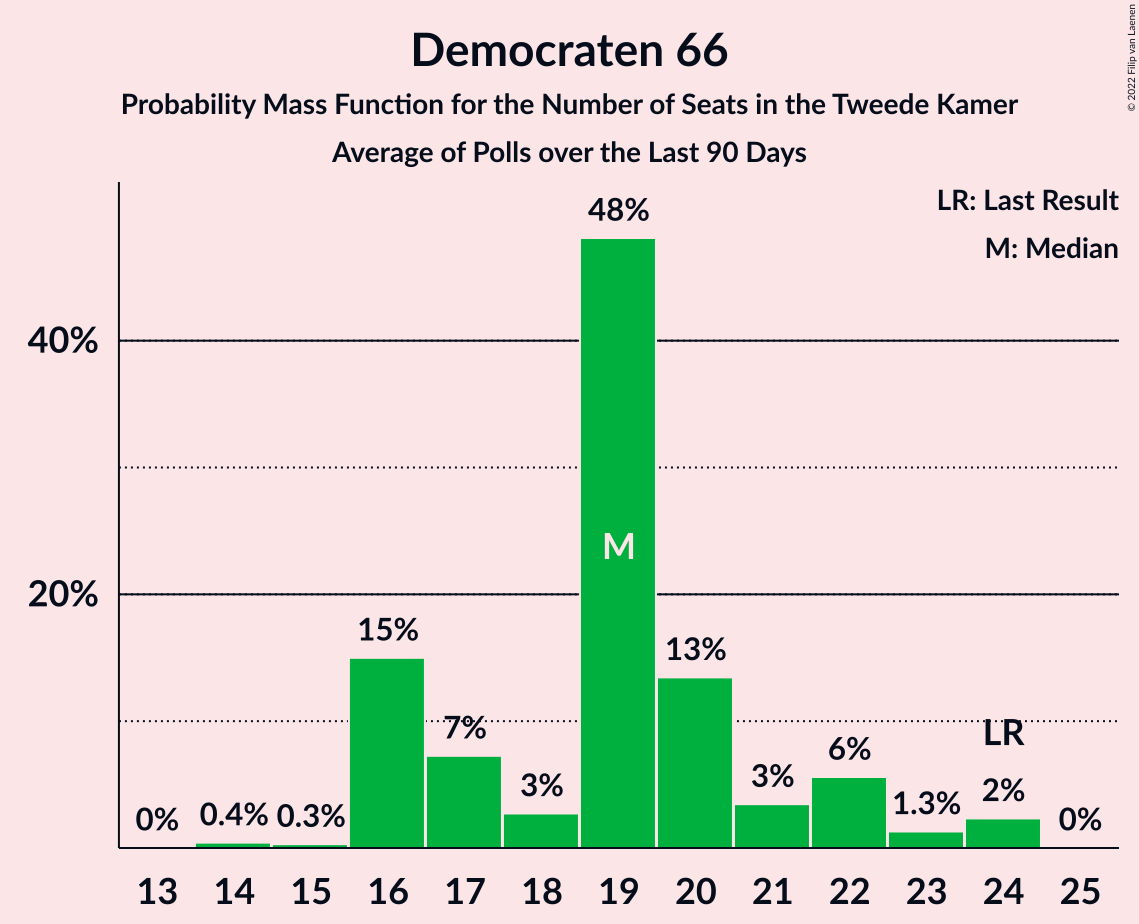 Democraten 66
Probability Mass Function for the Number of Seats in the Tweede Kamer
Average of Polls over the Last 90 Days
© 2022 Filip van Laenen
LR: Last Result
M: Median
40%
20%
0%
0.4%
0.3%
15%
7%
3%
48%
M
13%
3%
6%
1.3%
LR
2%
0%
13 14 15 16 17 18 19 20 21 22 23 24 25